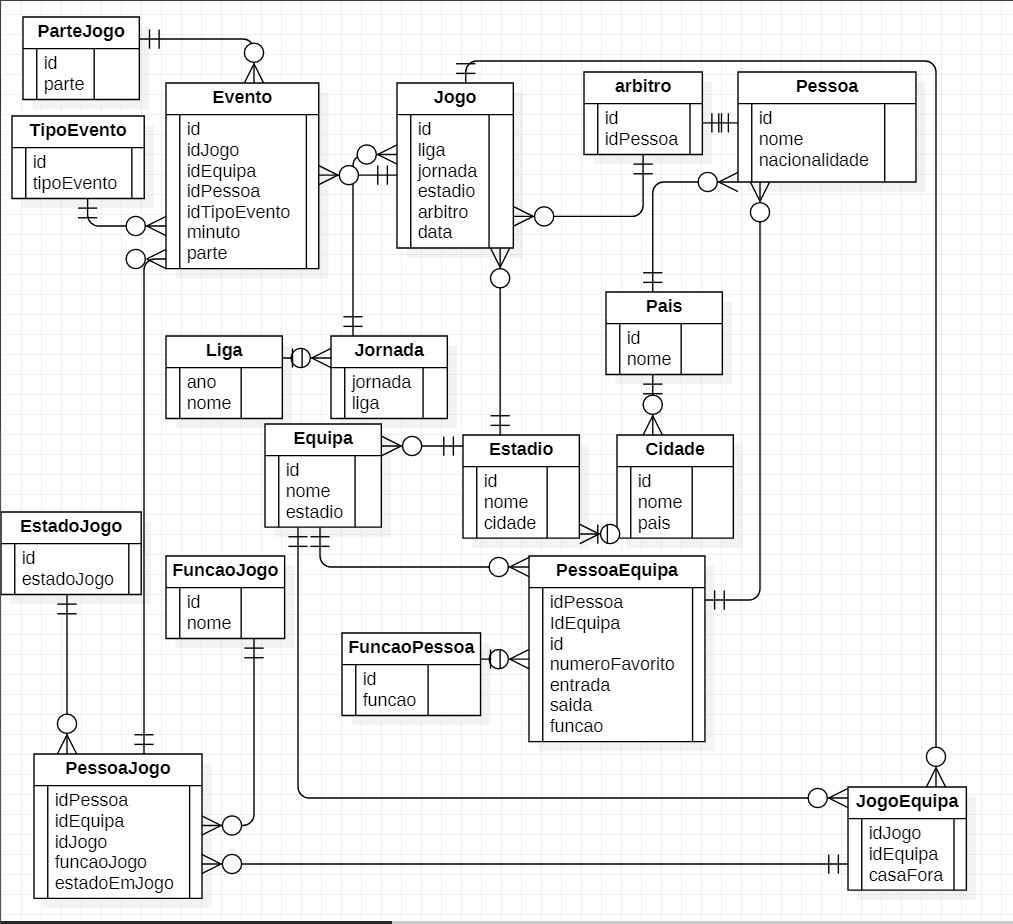 ParteJogo
id
parte
TipoEvento
id
tipoEvento
Evento
id
idJogo
idEquipa
idPessoa
idTipoEvento
minuto
parte
Jogo
id
liga
jornada
estadio
arbitro
data
arbitro
id
idPessoa
Pessoa
id
nome
nacionalidade
Pais
id
nome
Liga
ano
nome
Jornada
jornada
liga
Equipa
id
nome
estadio
Estadio
id
nome
cidade
Cidade
id
nome
pais
EstadoJogo
id
estadoJogo
FuncaoJogo
id
nome
FuncaoPessoa
id
funcao
PessoaEquipa
idPessoa
IdEquipa
id
numeroFavorito
entrada
saida
funcao
PessoaJogo
idPessoa
idEquipa
idJogo
funcaoJogo
estadoEmJogo
JogoEquipa
idJogo
idEquipa
casaFora